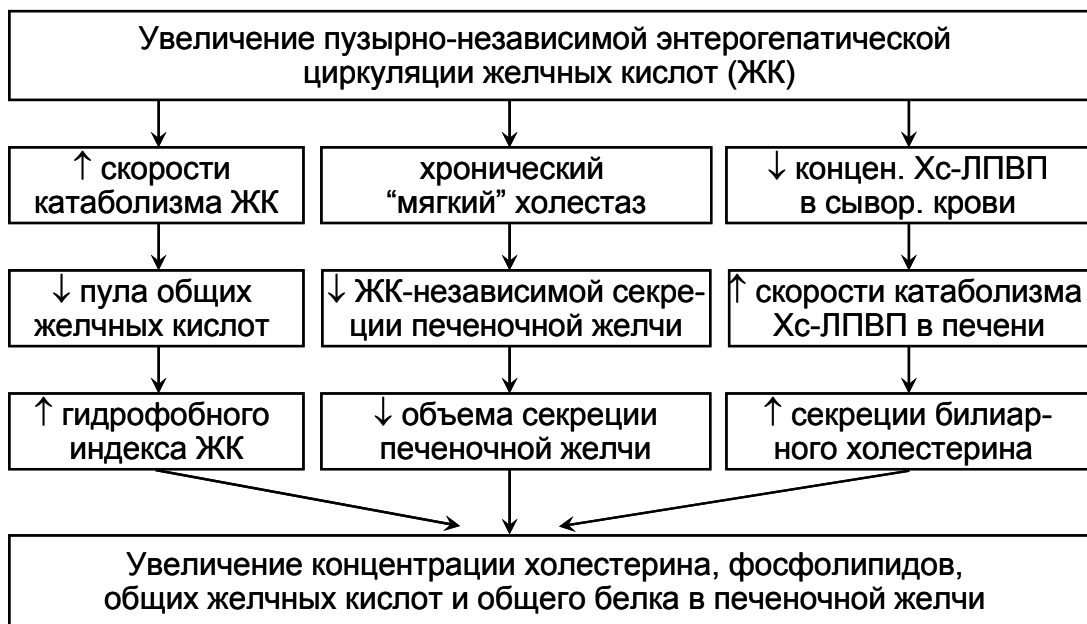 Увеличение пузырно-независимой энтерогепатической
циркуляции желчных кислот (ЖК)
↑ скорости
катаболизма ЖК
хронический
“мягкий” холестаз
↓ концен. Хс-ЛПВП
в сывор. крови
↓ пула общих
желчных кислот
↓ ЖК-независимой секре-
ции печеночной желчи
↑ скорости катаболизма
Хс-ЛПВП в печени
↑ гидрофобного
индекса ЖК
↓ объема секреции
печеночной желчи
↑ секреции билиар-
ного холестерина
Увеличение концентрации холестерина, фосфолипидов,
общих желчных кислот и общего белка в печеночной желчи